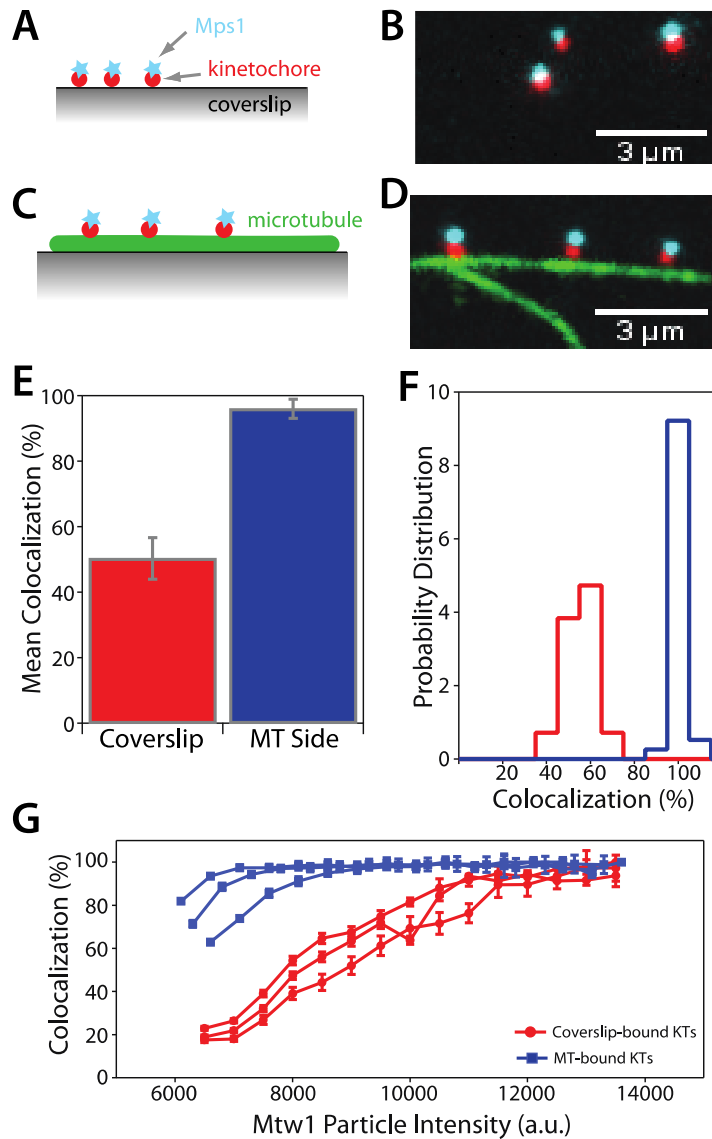 A
Mps1
kinetochore
coverslip
B
3 μm
C
microtubule
D
3 μm
E
Mean Colocalization (%)
100
80
60
40
20
0
Coverslip
MT Side
F
Probability Distribution
10
8
6
4
2
0
20 40 60 80 100
Colocalization (%)
G
Colocalization (%)
100
80
60
40
20
0
6000 8000 10000 12000 14000
Mtw1 Particle Intensity (a.u.)
Coverslip-bound KTs
MT-bound KTs